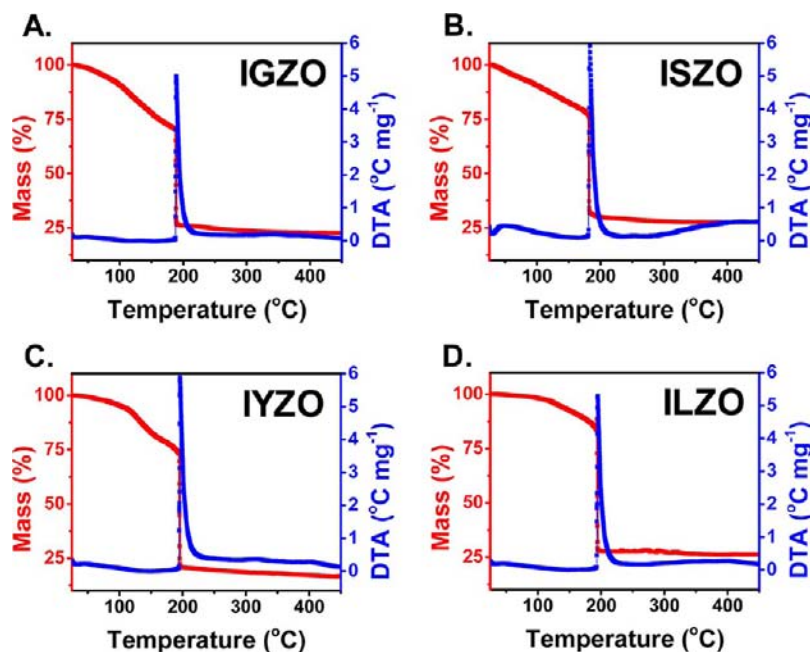 A.
IGZO
100
75
50
25
Mass (%)
6
5
4
3
2
1
0
DTA (°C mg⁻¹)
100 200 300 400
Temperature (°C)
B.
ISZO
100
75
50
25
Mass (%)
6
5
4
3
2
1
0
DTA (°C mg⁻¹)
100 200 300 400
Temperature (°C)
C.
IYZO
100
75
50
25
Mass (%)
6
5
4
3
2
1
0
DTA (°C mg⁻¹)
100 200 300 400
Temperature (°C)
D.
ILZO
100
75
50
25
Mass (%)
6
5
4
3
2
1
0
DTA (°C mg⁻¹)
100 200 300 400
Temperature (°C)